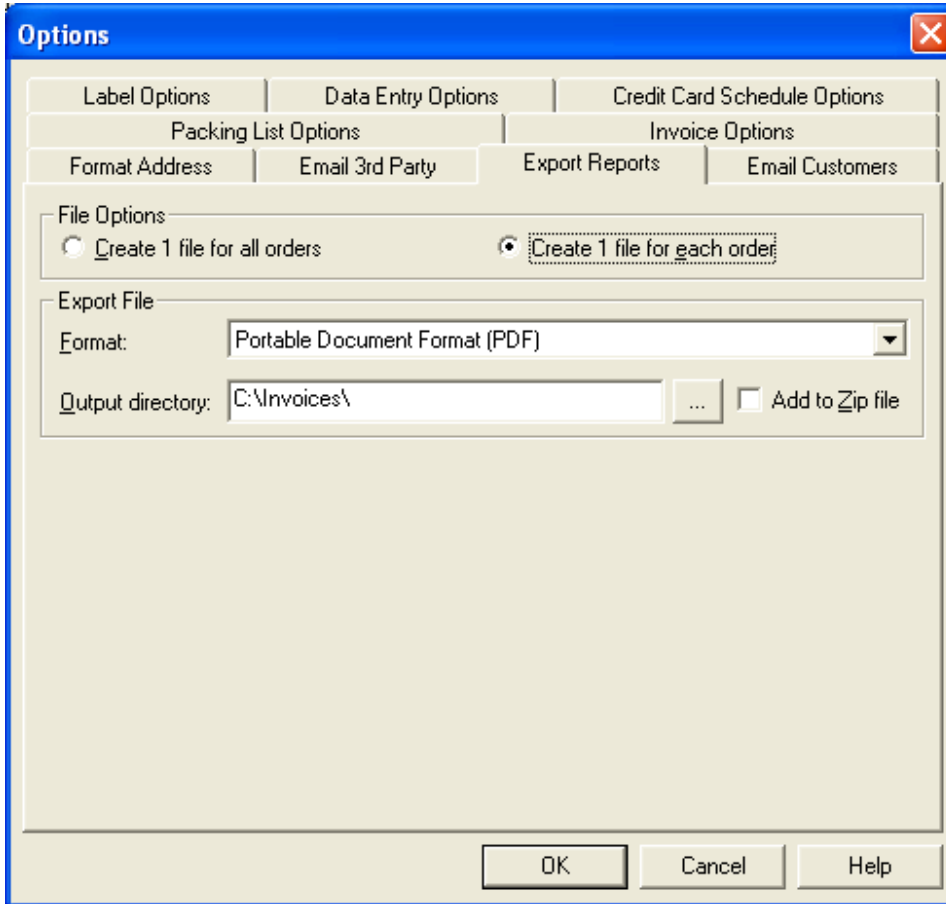 Options
Label Options Data Entry Options Credit Card Schedule Options
Packing List Options Invoice Options
Format Address Email 3rd Party Export Reports Email Customers
File Options
Create 1 file for all orders Create 1 file for each order
Export File
Format: Portable Document Format (PDF)
Output directory: C:\Invoices\ ... Add to Zip file
OK Cancel Help